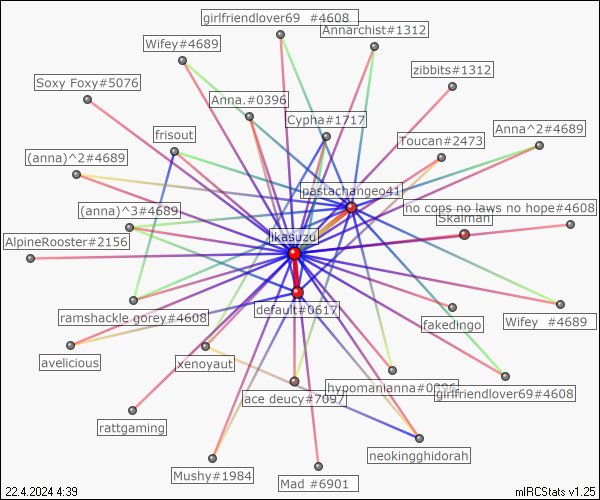 girlfriendlover69 #4608
Annarchist#1312
Wifey#4689
zibbits#1312
Soxy Foxy#5076
Anna.#0396
Cypha#1717
Anna^2#4689
frisout
Toucan#2473
(anna)^2#4689
pastachangeo41
(anna)^3#4689
no cops no laws no hope#4608
Skalman
ikasuzu
AlpineRooster#2156
default#0617
ramshackle gorey#4608
fakedingo
Wifey #4689
avelicious
xenoyaut
hypomanianna#0396
girlfriendlover69#4608
ace deucy#7097
rattgaming
neokingghidorah
Mushy#1984
Mad #6901
22.4.2024 4:39
mIRCStats v1.25